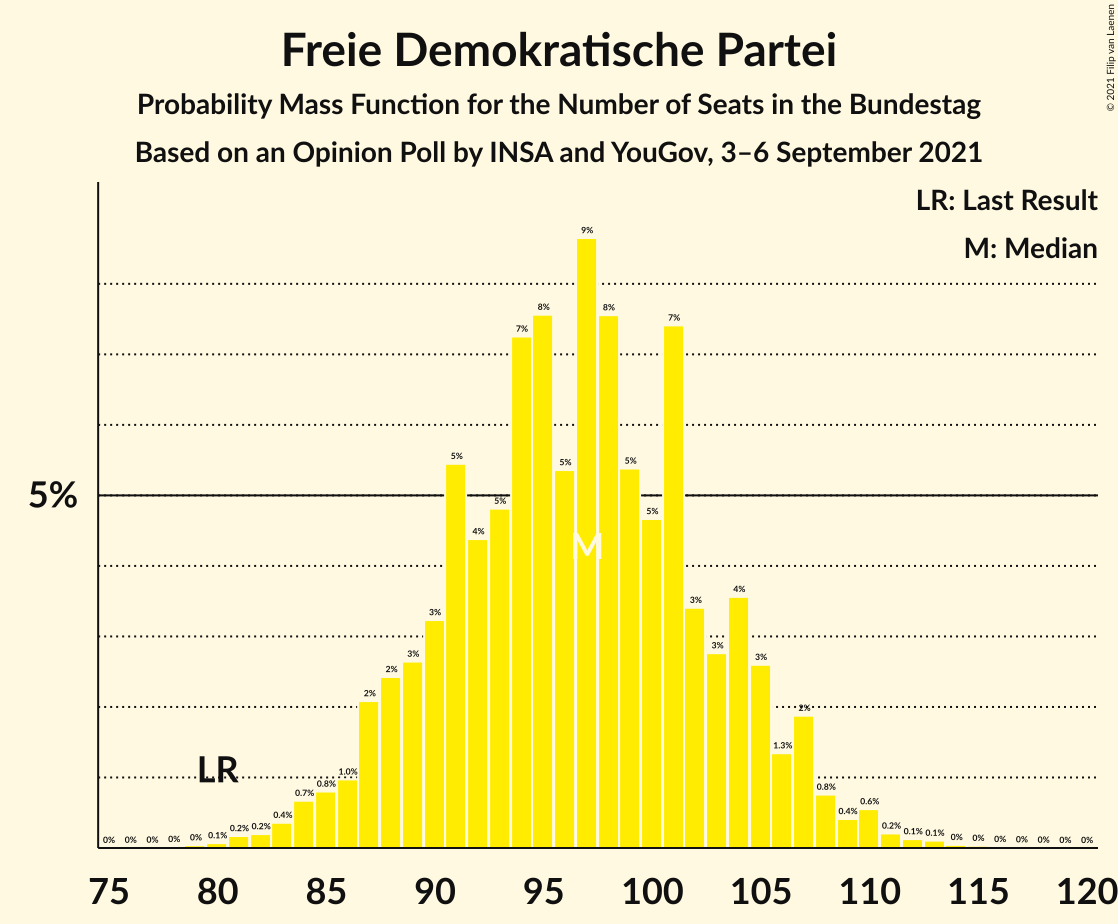 Freie Demokratische Partei
Probability Mass Function for the Number of Seats in the Bundestag
Based on an Opinion Poll by INSA and YouGov, 3–6 September 2021
© 2021 Filip van Laenen
LR: Last Result
M: Median
5%
LR
M
0% 0% 0% 0% 0% 0.1% 0.2% 0.2% 0.4% 0.7% 0.8% 1.0% 2% 2% 3% 3% 5% 4% 5% 7% 8% 5% 9% 8% 5% 5% 7% 3% 3% 4% 3% 1.3% 2% 0.8% 0.4% 0.6% 0.2% 0.1% 0.1% 0% 0% 0% 0% 0% 0% 0%
75 80 85 90 95 100 105 110 115 120